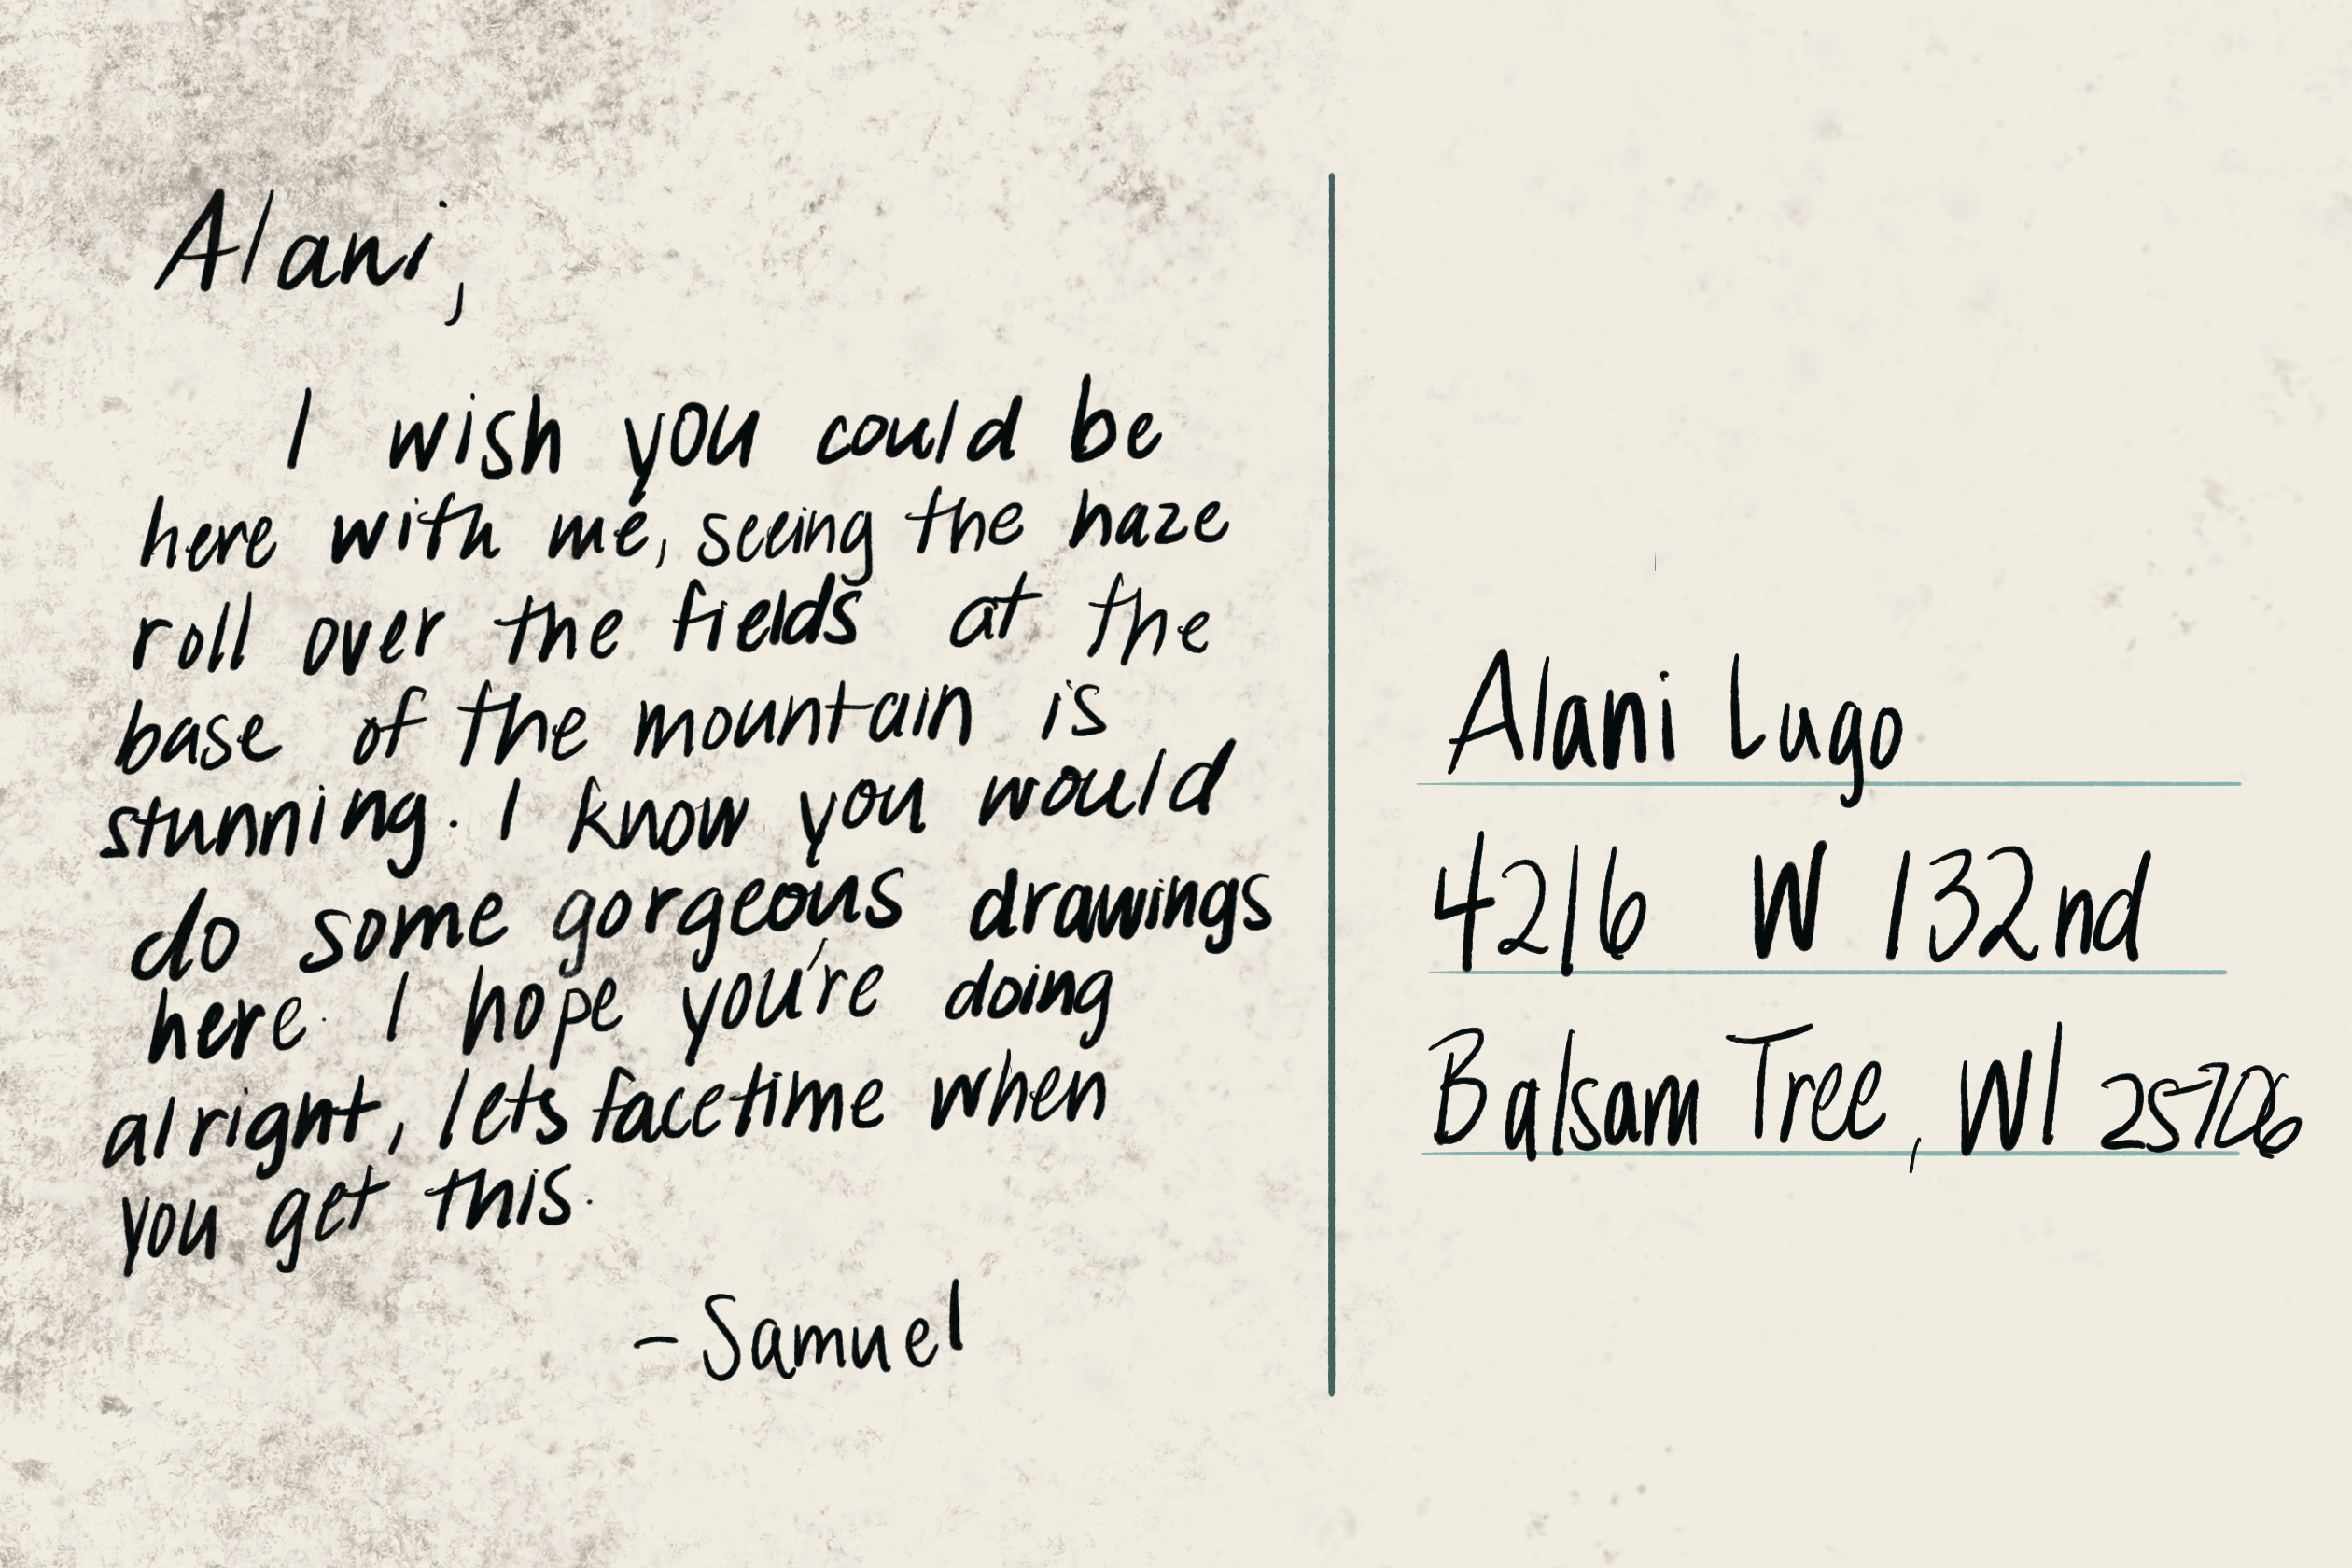 Alani,
I wish you could be
here with me, seeing the haze
roll over the fields at the
base of the mountain is
stunning. I know you would
do some gorgeous drawings
here. I hope you're doing
alright, lets facetime when
you get this.
-Samuel
Alani Lugo
4216 W 132nd
Balsam Tree, WI 25706